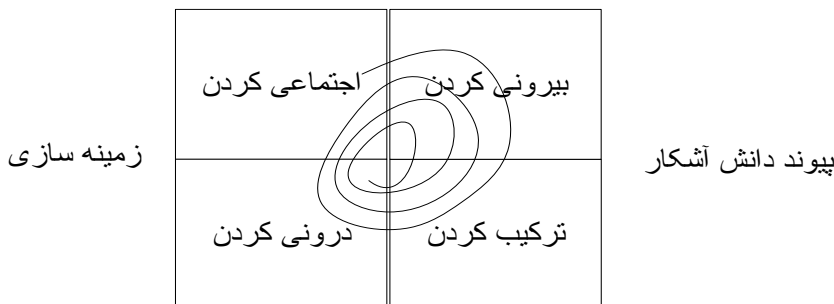 بیرونی کردن
اجتماعی کردن
پیوند دانش آشکار
زمینه سازی
ترکیب کردن
درونی کردن